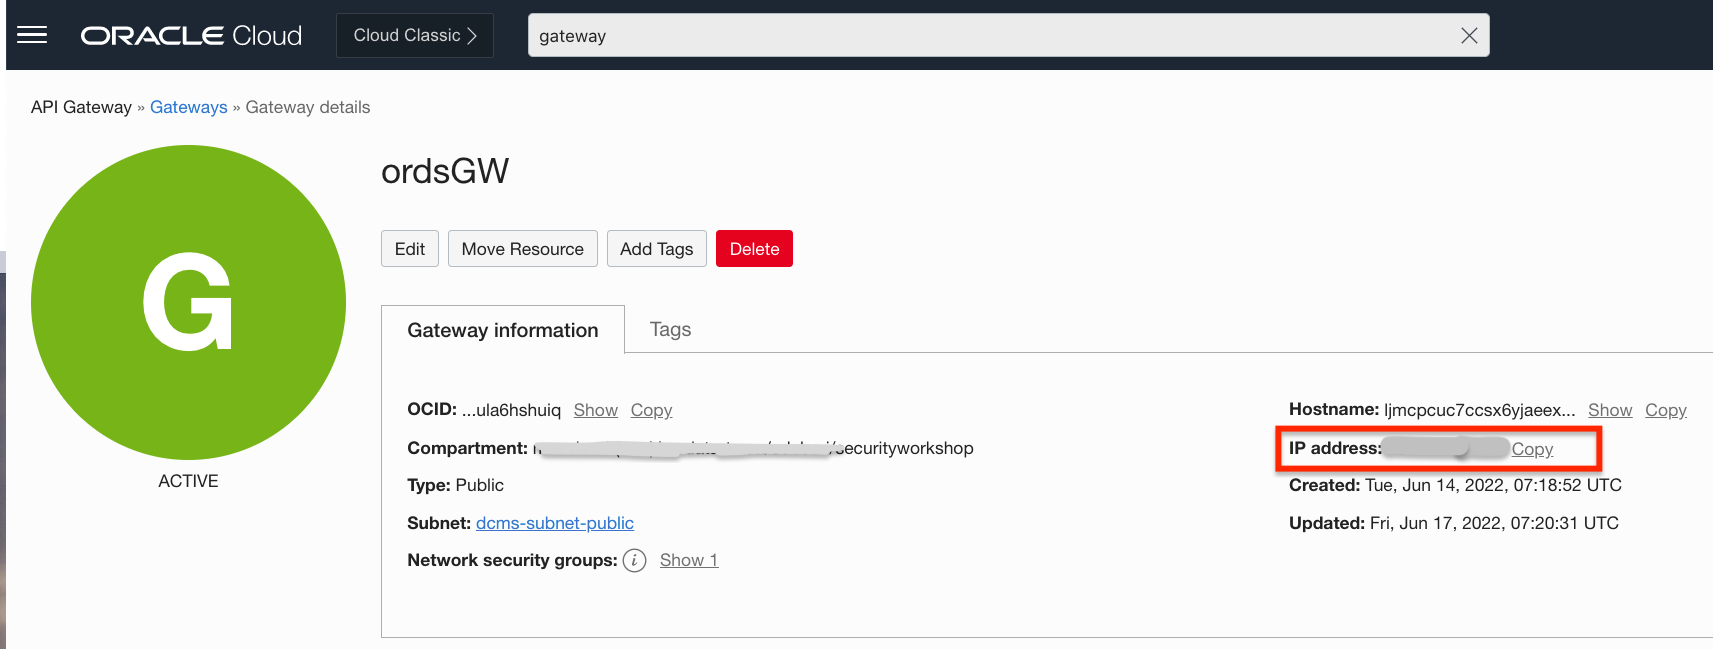 ORACLE Cloud
Cloud Classic
gateway
API Gateway » Gateways » Gateway details
G
ACTIVE
ordsGW
Edit
Move Resource
Add Tags
Delete
Gateway information
Tags
OCID: ...ula6hshuiq Show Copy
Compartment: /securityworkshop
Type: Public
Subnet: dcms-subnet-public
Network security groups: i Show 1
Hostname: ljmcpcuc7ccsx6yjaeex... Show Copy
IP address: Copy
Created: Tue, Jun 14, 2022, 07:18:52 UTC
Updated: Fri, Jun 17, 2022, 07:20:31 UTC